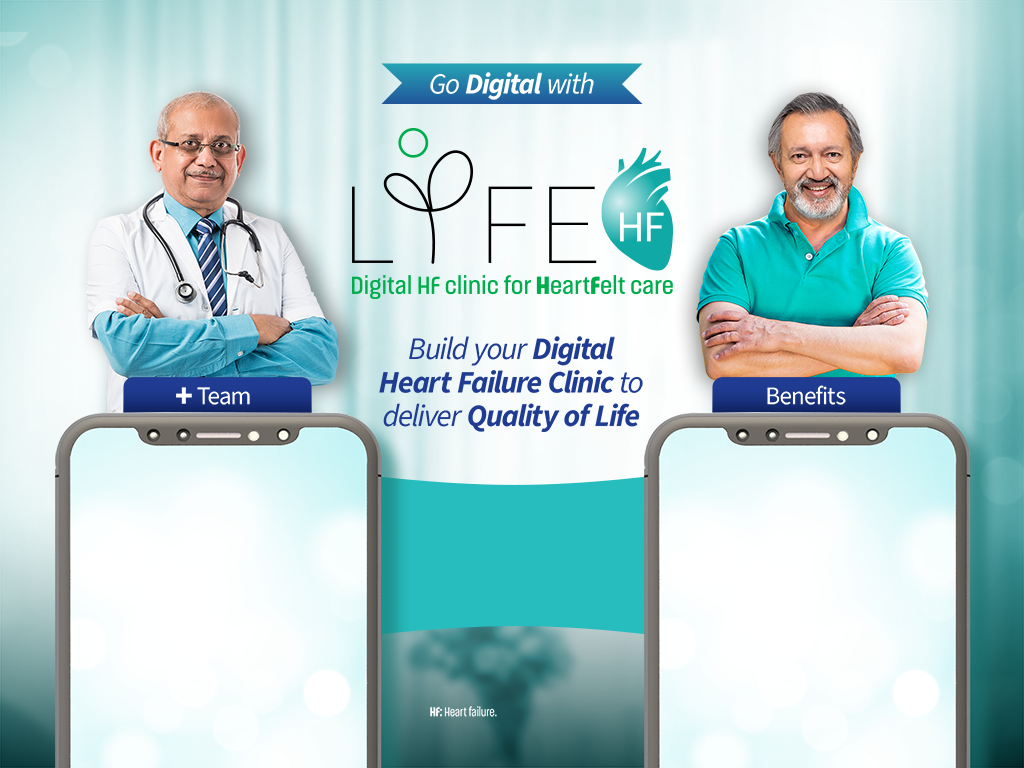 Go Digital with
LYFE
HF
Digital HF clinic for HeartFelt care
Build your Digital
Heart Failure Clinic to
deliver Quality of Life
+ Team
Benefits
HF: Heart failure.